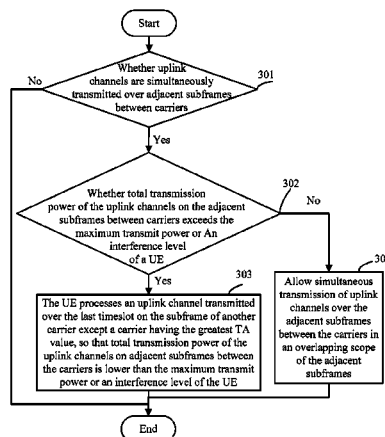 Start
Whether uplink
channels are simultaneously
transmitted over adjacent subframes
between carriers
301
No
Yes
Whether total transmission
power of the uplink channels on the adjacent
subframes between carriers exceeds the
maximum transmit power or An
interference level
of a UE
302
No
Yes
303
The UE processes an uplink channel transmitted
over the last timeslot on the subframe of another
carrier except a carrier having the greatest TA
value, so that total transmission power of the
uplink channels on adjacent subframes between
the carriers is lower than the maximum transmit
power or an interference level of the UE
30
Allow simultaneous
transmission of uplink
channels over the
adjacent subframes
between the carriers in
an overlapping scope of
the adjacent
subframes
End